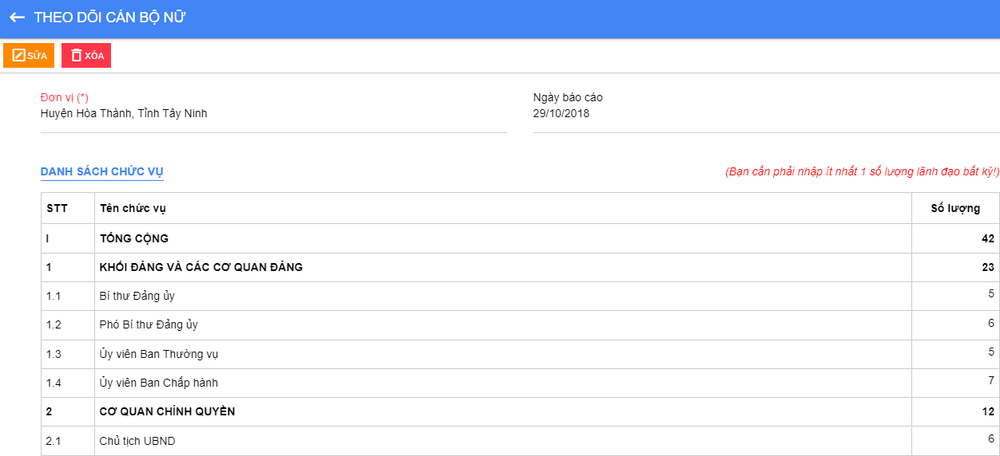 THEO DÕI CÁN BỘ NỮ
SỬA XÓA
Đơn vị (*)
Huyện Hòa Thành, Tỉnh Tây Ninh
Ngày báo cáo
29/10/2018
DANH SÁCH CHỨC VỤ
(Bạn cần phải nhập ít nhất 1 số lượng lãnh đạo bất kỳ!)
STT Tên chức vụ Số lượng
I TỔNG CỘNG 42
1 KHỐI ĐẢNG VÀ CÁC CƠ QUAN ĐẢNG 23
1.1 Bí thư Đảng ủy 5
1.2 Phó Bí thư Đảng ủy 6
1.3 Ủy viên Ban Thường vụ 5
1.4 Ủy viên Ban Chấp hành 7
2 CƠ QUAN CHÍNH QUYỀN 12
2.1 Chủ tịch UBND 6